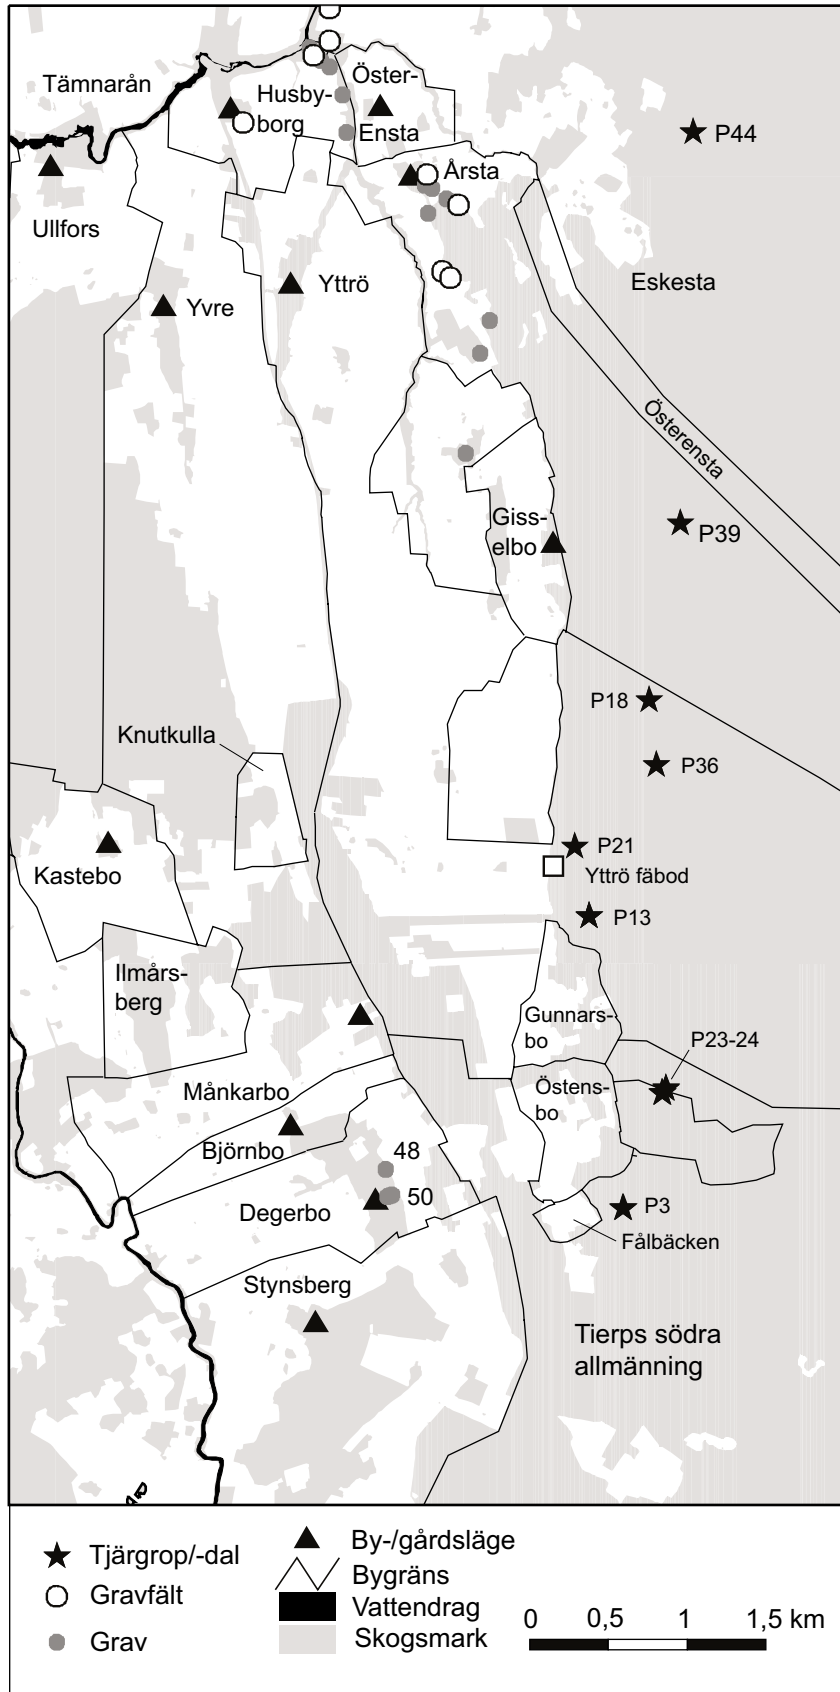 Tämnarån
Öster-
Ensta
Husby-
borg
P44
Årsta
Ullfors
Yttrö
Yvre
Eskesta
Österensta
Giss-
elbo
P39
P18
Knutkulla
P36
P21
Kastebo
Yttrö fäbod
P13
Ilmårs-
berg
Gunnars-
bo
P23-24
Månkarbo
Östens-
bo
Björnbo
48
50
Degerbo
P3
Fålbäcken
Stynsberg
Tierps södra
allmänning
Tjärgrop/-dal
Gravfält
Grav
By-/gårdsläge
Bygräns
Vattendrag
Skogsmark
0 0,5 1 1,5 km